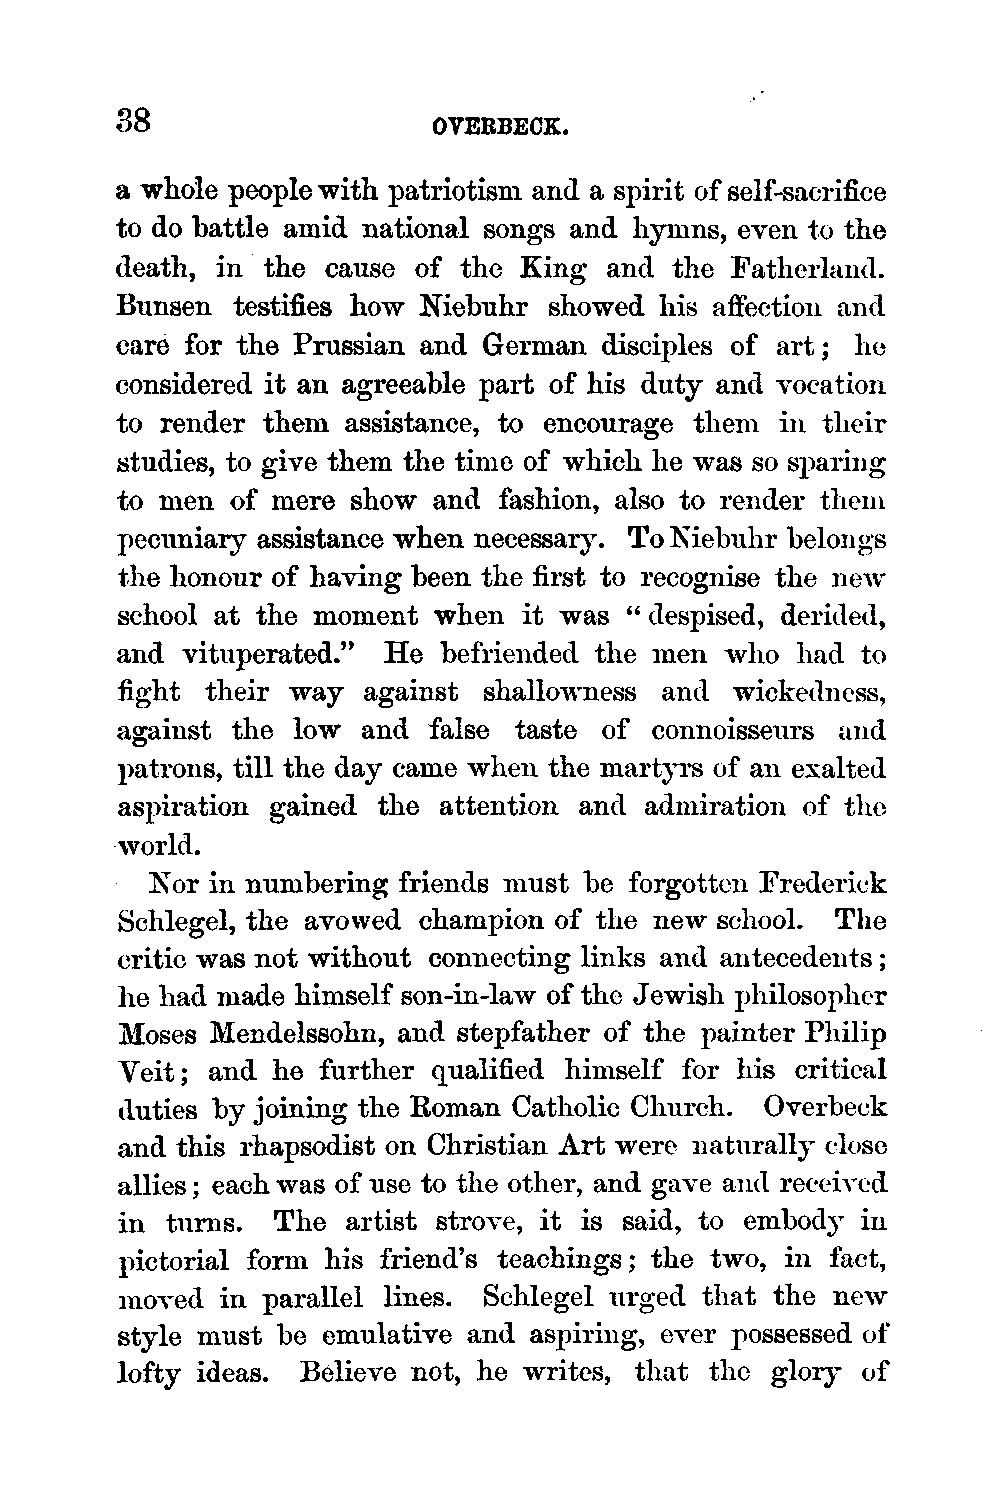 38
OVERBECK.
a whole people with patriotism and a spirit of self-sacrifice
to do battle amid national songs and hymns, even to the
death, in the cause of the King and the Fatherland.
Bunsen testifies how Niebuhr showed his affection and
care for the Prussian and German disciples of art; he
considered it an agreeable part of his duty and vocation
to render them assistance, to encourage them in their
studies, to give them the time of which he was so sparing
to men of mere show and fashion, also to render them
pecuniary assistance when necessary. To Niebuhr belongs
the honour of having been the first to recognise the new
school at the moment when it was “despised, derided,
and vituperated.” He befriended the men who had to
fight their way against shallowness and wickedness,
against the low and false taste of connoisseurs and
patrons, till the day came when the martyrs of an exalted
aspiration gained the attention and admiration of the
world.
Nor in numbering friends must be forgotten Frederick
Schlegel, the avowed champion of the new school. The
critic was not without connecting links and antecedents;
he had made himself son-in-law of the Jewish philosopher
Moses Mendelssohn, and stepfather of the painter Philip
Veit; and he further qualified himself for his critical
duties by joining the Roman Catholic Church. Overbeck
and this rhapsodist on Christian Art were naturally close
allies; each was of use to the other, and gave and received
in turns. The artist strove, it is said, to embody in
pictorial form his friend’s teachings; the two, in fact,
moved in parallel lines. Schlegel urged that the new
style must be emulative and aspiring, ever possessed of
lofty ideas. Believe not, he writes, that the glory of